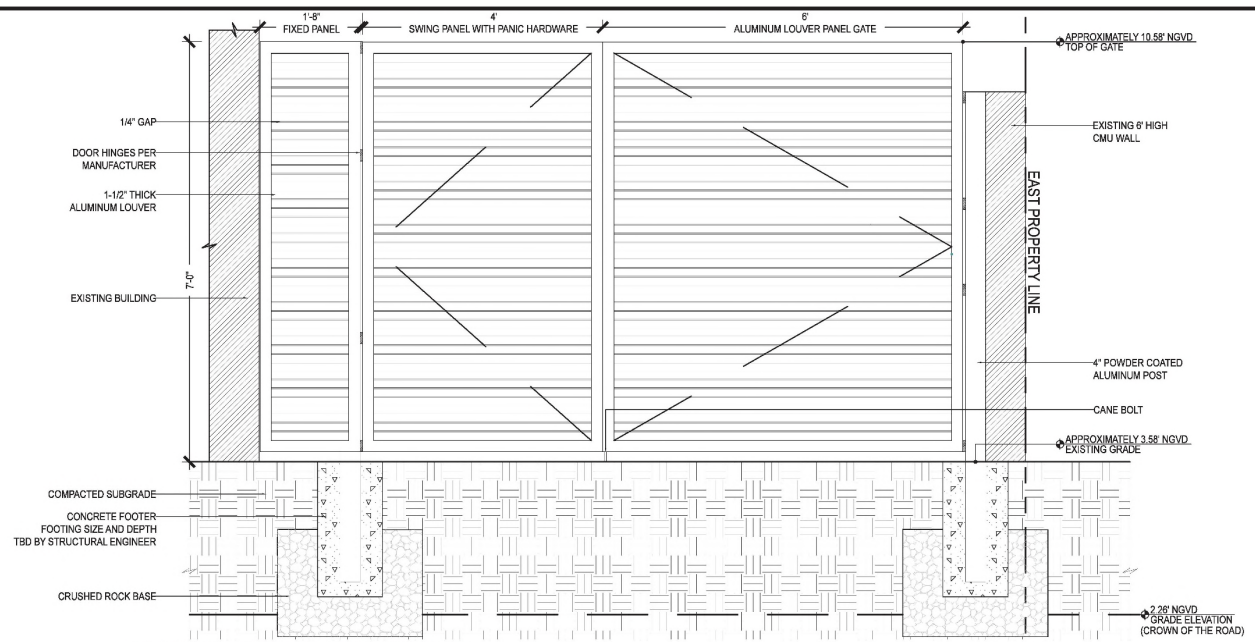 1'-8"
FIXED PANEL
4'
SWING PANEL WITH PANIC HARDWARE
6'
ALUMINUM LOUVER PANEL GATE
APPROXIMATELY 10.58' NGVD
TOP OF GATE
1/4" GAP
DOOR HINGES PER
MANUFACTURER
1-1/2" THICK
ALUMINUM LOUVER
7'-0"
EXISTING BUILDING
EXISTING 6' HIGH
CMU WALL
EAST PROPERTY LINE
4" POWDER COATED
ALUMINUM POST
CANE BOLT
APPROXIMATELY 3.58' NGVD
EXISTING GRADE
COMPACTED SUBGRADE
CONCRETE FOOTER
FOOTING SIZE AND DEPTH
TBD BY STRUCTURAL ENGINEER
CRUSHED ROCK BASE
2.26' NGVD
GRADE ELEVATION
(CROWN OF THE ROAD)